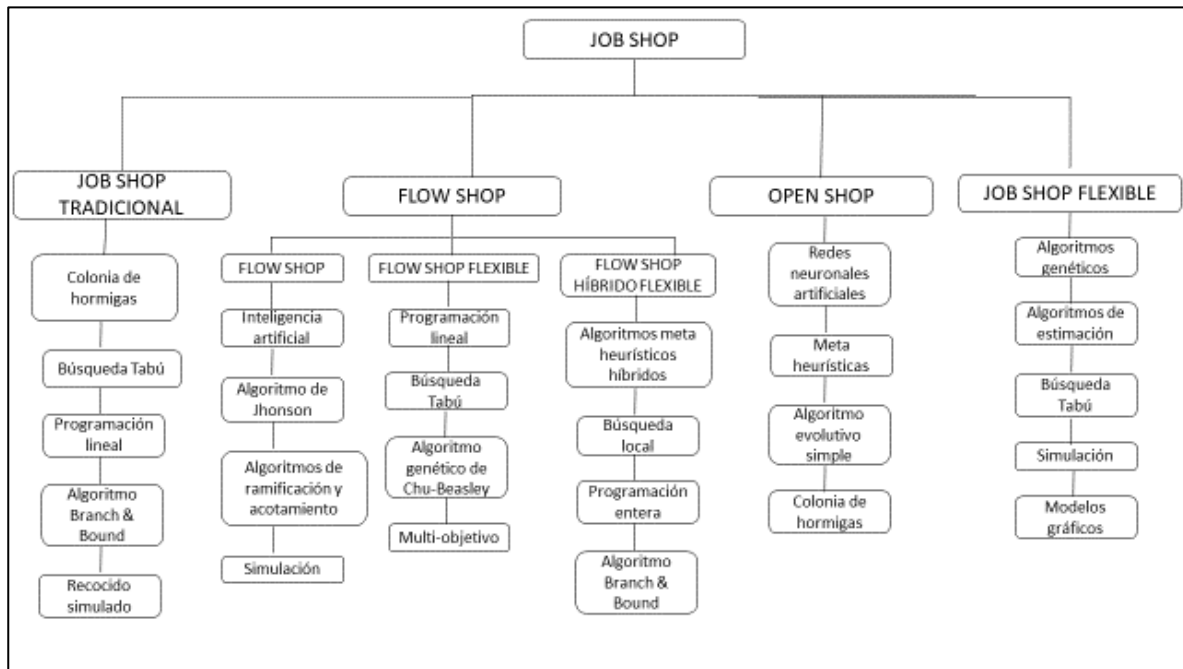 JOB SHOP
JOB SHOP
TRADICIONAL
Colonia de
hormigas
Búsqueda Tabú
Programación
lineal
Algoritmo
Branch &
Bound
Recocido
simulado
FLOW SHOP
FLOW SHOP
Inteligencia
artificial
Algoritmo de
Jhonson
Algoritmos de
ramificación y
acotamiento
Simulación
FLOW SHOP FLEXIBLE
Programación
lineal
Búsqueda
Tabú
Algoritmo
genético de
Chu-Beasley
Multi-objetivo
FLOW SHOP
HÍBRIDO FLEXIBLE
Algoritmos meta
heurísticos
híbridos
Búsqueda
local
Programación
entera
Algoritmo
Branch &
Bound
OPEN SHOP
Redes
neuronales
artificiales
Meta
heurísticas
Algoritmo
evolutivo
simple
Colonia de
hormigas
JOB SHOP FLEXIBLE
Algoritmos
genéticos
Algoritmos de
estimación
Búsqueda
Tabú
Simulación
Modelos
gráficos